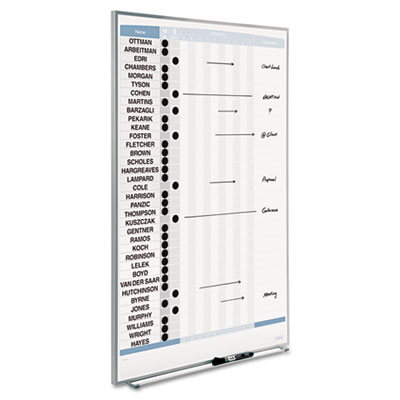 Name
OTTMAN
ARBEITMAN
EDRI
CHAMBERS
MORGAN
TYSON
COHEN VACATION
MARTINS
BARZAGLI ?
PEKARIK
KEANE
FOSTER @ Client
FLETCHER
BROWN
SCHOLES
HARGREAVES
LAMPARD Proposal
COLE
HARRISON
PANZIC
THOMPSON Conference
KUSZCZAK
GENTNER
RAMOS
KOCH
ROBINSON
LELEK
BOYD
VAN DER SAAR
HUTCHINSON
BYRNE Meeting
JONES
MURPHY
WILLIAMS
WRIGHT
HAYES